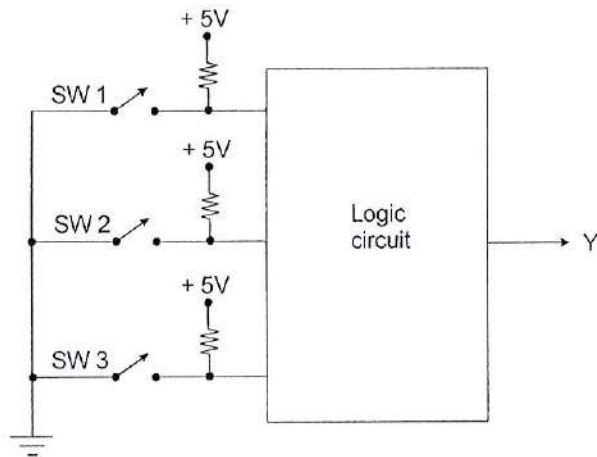 + 5V
SW 1
+ 5V
SW 2
Logic
circuit
Y
+ 5V
SW 3